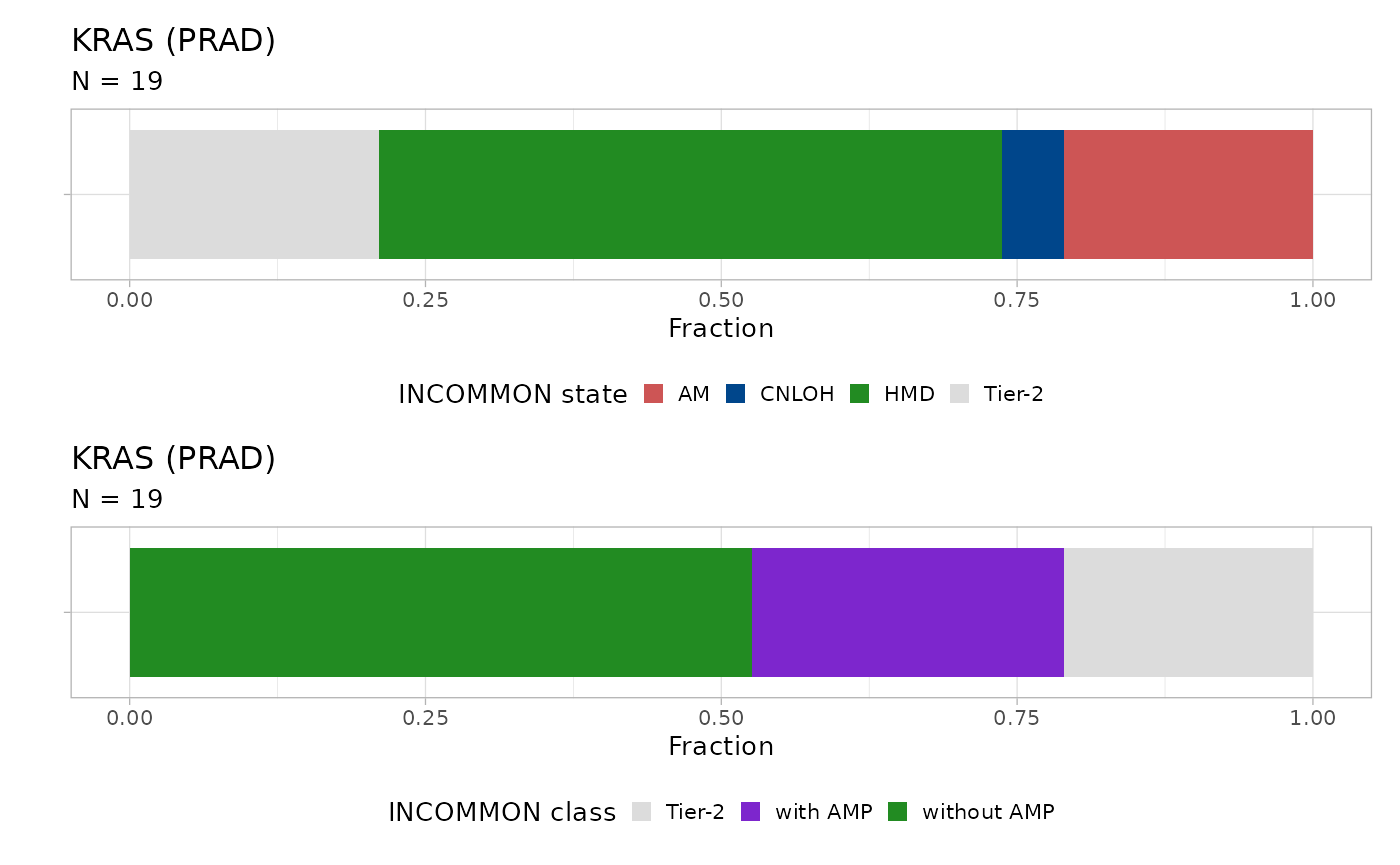 KRAS (PRAD)
N = 19
0.00 0.25 0.50 0.75 1.00
Fraction
INCOMMON state AM CNLOH HMD Tier-2
KRAS (PRAD)
N = 19
0.00 0.25 0.50 0.75 1.00
Fraction
INCOMMON class Tier-2 with AMP without AMP